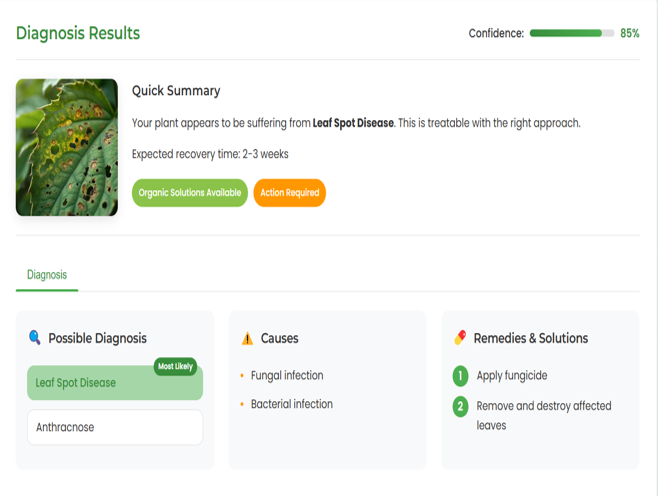 Diagnosis Results
Confidence: 85%
Quick Summary
Your plant appears to be suffering from Leaf Spot Disease. This is treatable with the right approach.
Expected recovery time: 2-3 weeks
Organic Solutions Available
Action Required
Diagnosis
Possible Diagnosis
Most Likely
Leaf Spot Disease
Anthracnose
Causes
Fungal infection
Bacterial infection
Remedies & Solutions
1 Apply fungicide
2 Remove and destroy affected
leaves